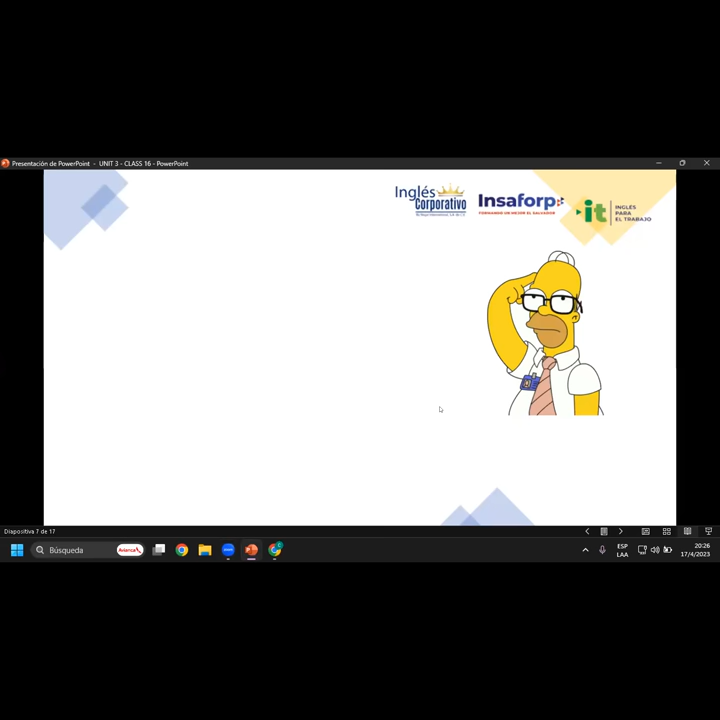 Presentación de PowerPoint - UNIT 3 - CLASS 16 - PowerPoint
Inglés
Corporativo
Insaforp
FORMANDO UN MEJOR EL SALVADOR
it
INGLÉS
PARA
EL TRABAJO
Diapositiva 7 de 17
Búsqueda
Avianca
ESP
LAA
20:26
17/4/2023